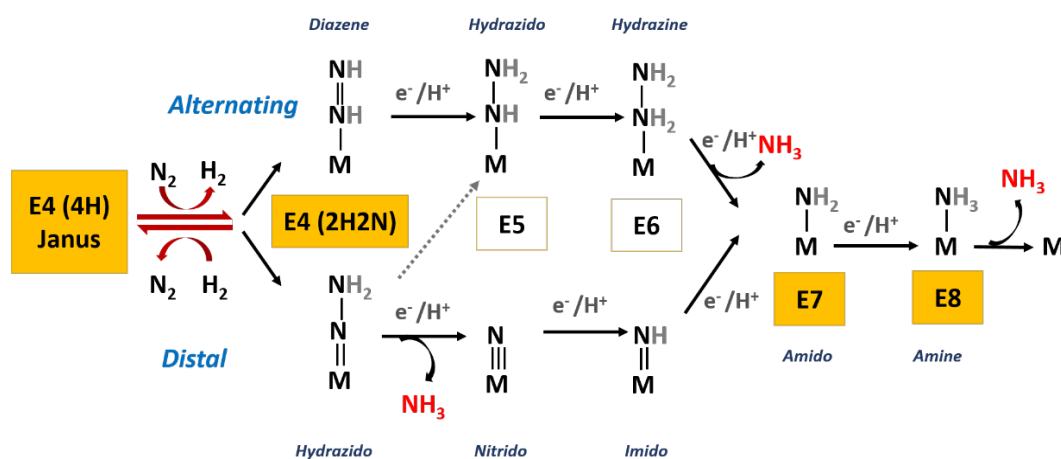 Diazene Hydrazido Hydrazine
NH NH₂ NH₂
Alternating NH e⁻/H⁺ NH e⁻/H⁺ NH₂ e⁻/H⁺ NH₃
M M M
N₂ H₂
E4 (4H)
Janus
N₂ H₂
E4 (2H2N) E5 E6
NH₂ e⁻/H⁺ NH₃ NH₃
M M M
E7 E8
Amido Amine
NH₂ e⁻/H⁺ e⁻/H⁺ e⁻/H⁺
Distal N N NH
M NH₃ M M
Hydrazido Nitrido Imido